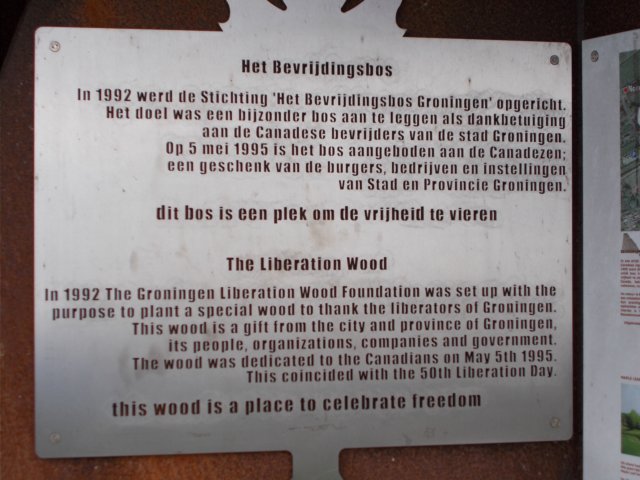 Het Bevrijdingsbos
In 1992 werd de Stichting 'Het Bevrijdingsbos Groningen' opgericht.
Het doel was een bijzonder bos aan te leggen als dankbetuiging
aan de Canadese bevrijders van de stad Groningen.
Op 5 mei 1995 is het bos aangeboden aan de Canadezen;
een geschenk van de burgers, bedrijven en instellingen
van Stad en Provincie Groningen.
dit bos is een plek om de vrijheid te vieren
The Liberation Wood
In 1992 The Groningen Liberation Wood Foundation was set up with the
purpose to plant a special wood to thank the liberators of Groningen.
This wood is a gift from the city and province of Groningen,
its people, organizations, companies and government.
The wood was dedicated to the Canadians on May 5th 1995.
This coincided with the 50th Liberation Day.
this wood is a place to celebrate freedom